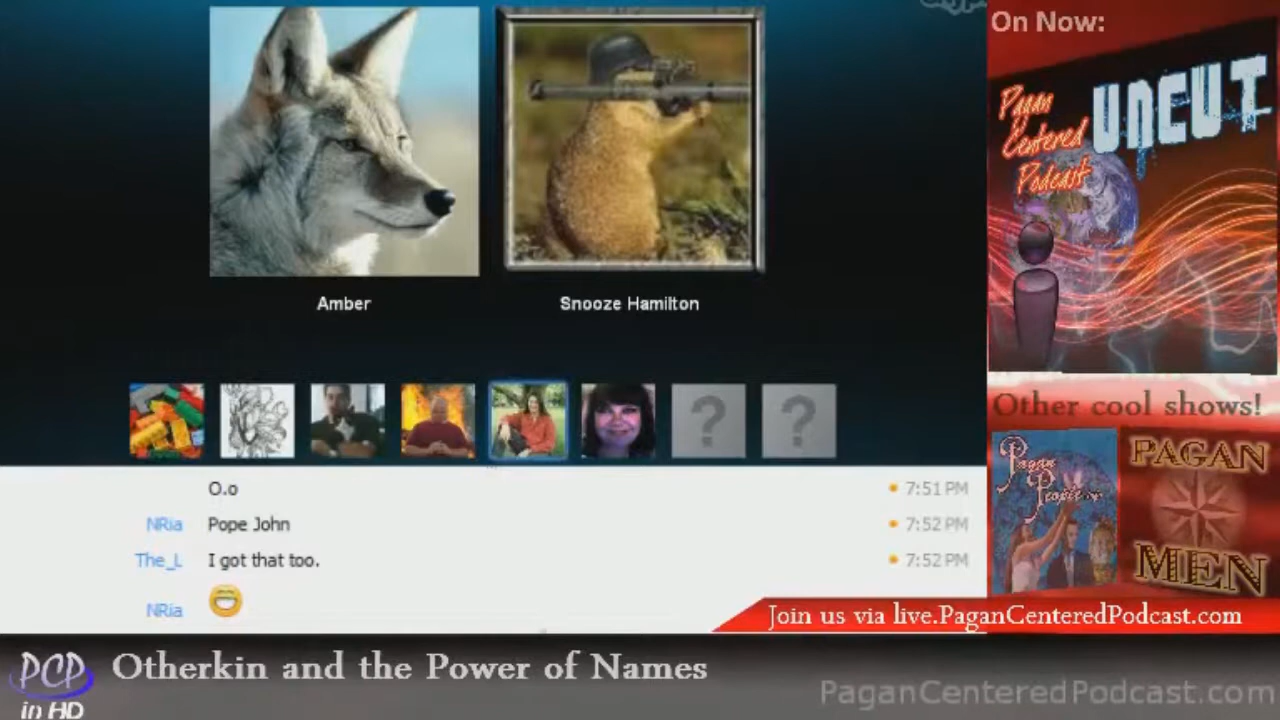 On Now:
Pagan
Centered
Podcast
UNCUT
Amber
Snooze Hamilton
?
?
Other cool shows!
Pagan
People
PAGAN
MEN
O.o
7:51 PM
NRia
Pope John
7:52 PM
The_L
I got that too.
7:52 PM
NRia
Join us via live.PaganCenteredPodcast.com
PCP
in HD
Otherkin and the Power of Names
PaganCenteredPodcast.com